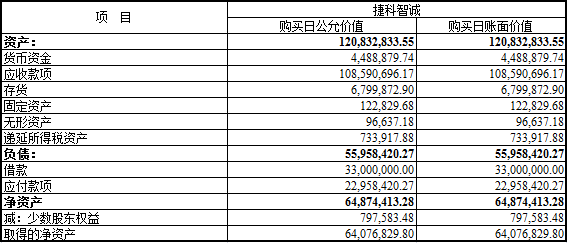 项 目 捷科智诚
购买日公允价值 购买日账面价值
资产： 120,832,833.55 120,832,833.55
货币资金 4,488,879.74 4,488,879.74
应收款项 108,590,696.17 108,590,696.17
存货 6,799,872.90 6,799,872.90
固定资产 122,829.68 122,829.68
无形资产 96,637.18 96,637.18
递延所得税资产 733,917.88 733,917.88
负债： 55,958,420.27 55,958,420.27
借款 33,000,000.00 33,000,000.00
应付款项 22,958,420.27 22,958,420.27
净资产 64,874,413.28 64,874,413.28
减：少数股东权益 797,583.48 797,583.48
取得的净资产 64,076,829.80 64,076,829.80